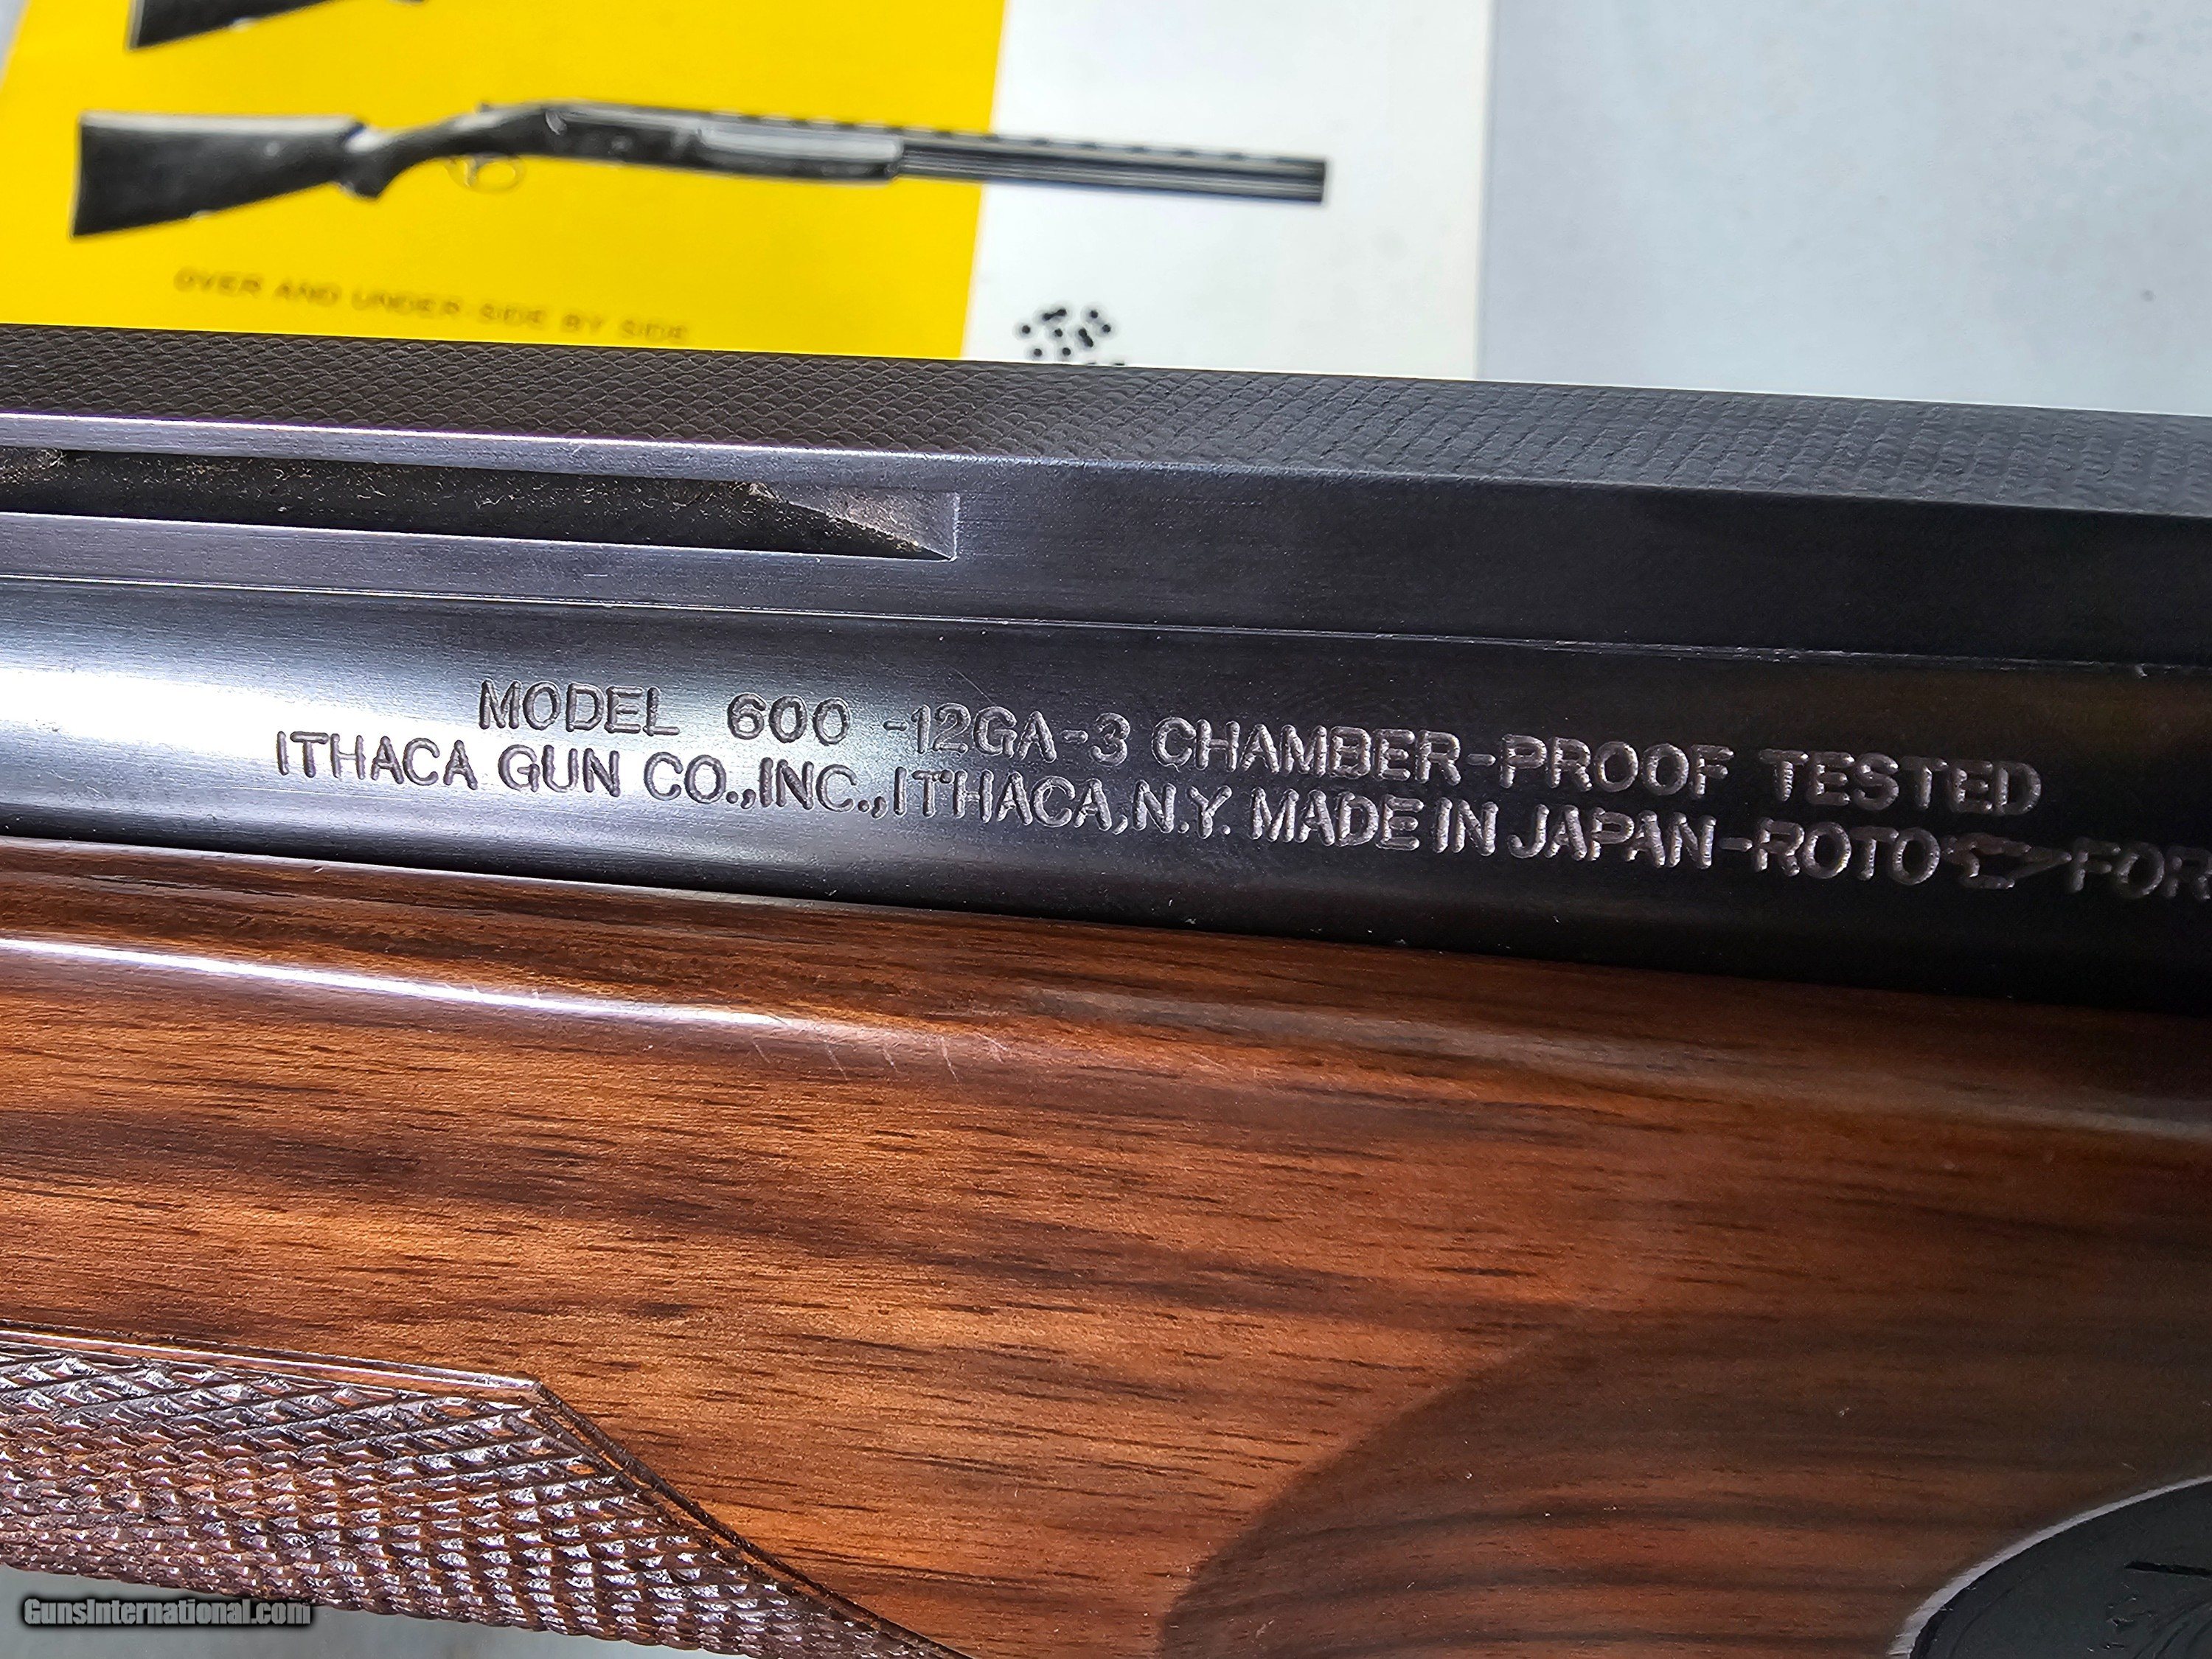 OVER AND UNDER-SIDE BY SIDE
MODEL 600 -12GA-3 CHAMBER-PROOF TESTED
ITHACA GUN CO.,INC.,ITHACA,N.Y. MADE IN JAPAN-ROTO FOR
GunsInternational.com